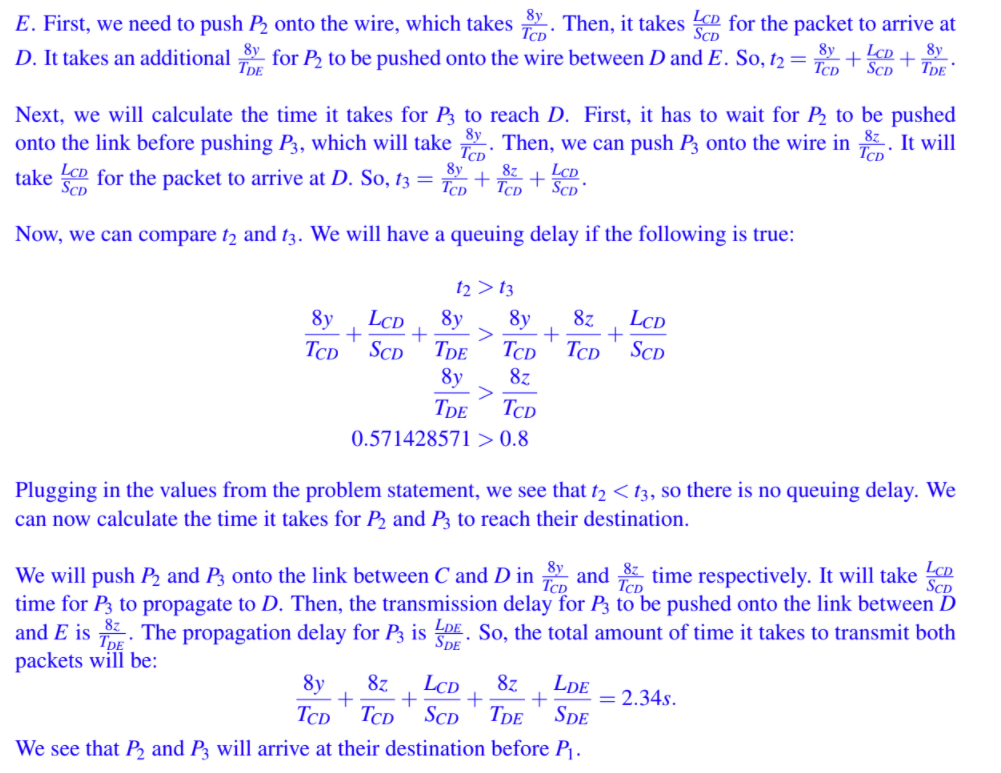 E. First, we need to push P₂ onto the wire, which takes 8y/T_CD. Then, it takes L_CD/S_CD for the packet to arrive at
D. It takes an additional 8y/T_DE for P₂ to be pushed onto the wire between D and E. So, t₂ = 8y/T_CD + L_CD/S_CD + 8y/T_DE.
Next, we will calculate the time it takes for P₃ to reach D. First, it has to wait for P₂ to be pushed
onto the link before pushing P₃, which will take 8y/T_CD. Then, we can push P₃ onto the wire in 8z/T_CD. It will
take L_CD/S_CD for the packet to arrive at D. So, t₃ = 8y/T_CD + 8z/T_CD + L_CD/S_CD.
Now, we can compare t₂ and t₃. We will have a queuing delay if the following is true:
t₂ > t₃
8y/T_CD + L_CD/S_CD + 8y/T_DE > 8y/T_CD + 8z/T_CD + L_CD/S_CD
8y/T_DE > 8z/T_CD
0.571428571 > 0.8
Plugging in the values from the problem statement, we see that t₂ < t₃, so there is no queuing delay. We
can now calculate the time it takes for P₂ and P₃ to reach their destination.
We will push P₂ and P₃ onto the link between C and D in 8y/T_CD and 8z/T_CD time respectively. It will take L_CD/S_CD
time for P₃ to propagate to D. Then, the transmission delay for P₃ to be pushed onto the link between D
and E is 8z/T_DE. The propagation delay for P₃ is L_DE/S_DE. So, the total amount of time it takes to transmit both
packets will be:
8y/T_CD + 8z/T_CD + L_CD/S_CD + 8z/T_DE + L_DE/S_DE = 2.34s.
We see that P₂ and P₃ will arrive at their destination before P₁.